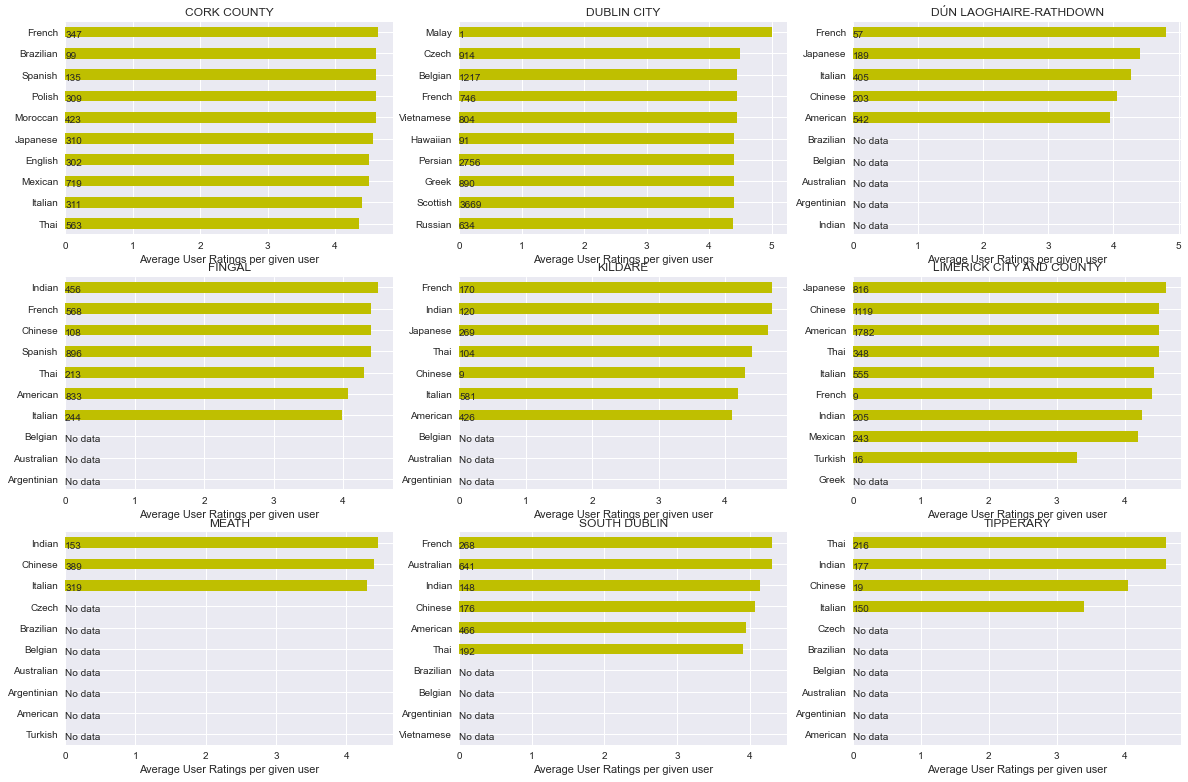 CORK COUNTY
French 347
Brazilian 99
Spanish 135
Polish 309
Moroccan 423
Japanese 310
English 302
Mexican 719
Italian 311
Thai 563
0 1 2 3 4
Average User Ratings per given user
DUBLIN CITY
Malay 1
Czech 914
Belgian 1217
French 746
Vietnamese 804
Hawaiian 91
Persian 2756
Greek 890
Scottish 3669
Russian 634
0 1 2 3 4 5
Average User Ratings per given user
DÚN LAOGHAIRE-RATHDOWN
French 57
Japanese 189
Italian 405
Chinese 203
American 542
Brazilian No data
Belgian No data
Australian No data
Argentinian No data
Indian No data
0 1 2 3 4 5
Average User Ratings per given user
FINGAL
Indian 456
French 568
Chinese 108
Spanish 896
Thai 213
American 833
Italian 244
Belgian No data
Australian No data
Argentinian No data
0 1 2 3 4
Average User Ratings per given user
KILDARE
French 170
Indian 120
Japanese 269
Thai 104
Chinese 9
Italian 581
American 426
Belgian No data
Australian No data
Argentinian No data
0 1 2 3 4
Average User Ratings per given user
LIMERICK CITY AND COUNTY
Japanese 816
Chinese 1119
American 1782
Thai 348
Italian 555
French 9
Indian 205
Mexican 243
Turkish 16
Greek No data
0 1 2 3 4
Average User Ratings per given user
MEATH
Indian 153
Chinese 389
Italian 319
Czech No data
Brazilian No data
Belgian No data
Australian No data
Argentinian No data
American No data
Turkish No data
0 1 2 3 4
Average User Ratings per given user
SOUTH DUBLIN
French 268
Australian 641
Indian 148
Chinese 176
American 466
Thai 192
Brazilian No data
Belgian No data
Argentinian No data
Vietnamese No data
0 1 2 3 4
Average User Ratings per given user
TIPPERARY
Thai 216
Indian 177
Chinese 19
Italian 150
Czech No data
Brazilian No data
Belgian No data
Australian No data
Argentinian No data
American No data
0 1 2 3 4
Average User Ratings per given user